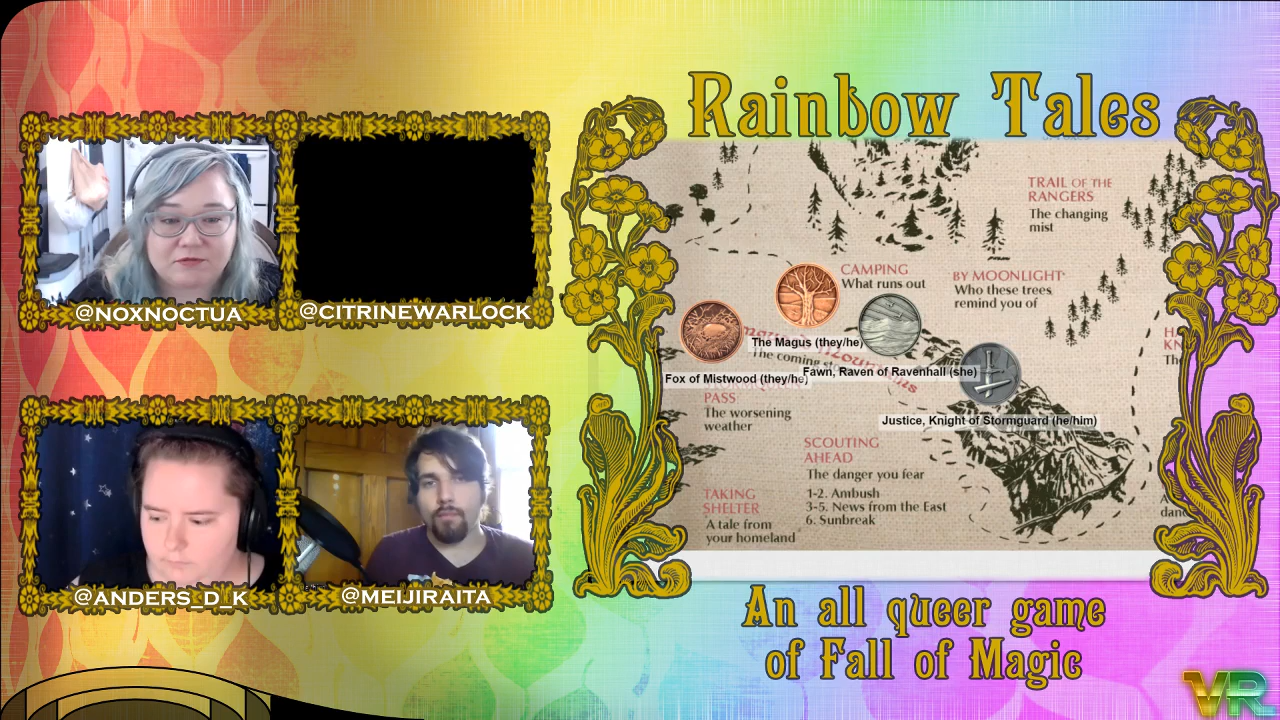 Rainbow Tales
@NOXNOCTUA
@CITRINEWARLOCK
@ANDERS_D_K
@MEIJIRAITA
TRAIL OF THE
RANGERS
The changing
mist
CAMPING
What runs out
BY MOONLIGHT
Who these trees
remind you of
The Magus (they/he)
The coming
Fox of Mistwood (they/he)
Fawn, Raven of Ravenhall (she)
PASS
The worsening
weather
Justice, Knight of Stormguard (he/him)
SCOUTING
AHEAD
The danger you fear
1-2. Ambush
3-5. News from the East
6. Sunbreak
TAKING
SHELTER
A tale from
your homeland
An all queer game
of Fall of Magic
VR